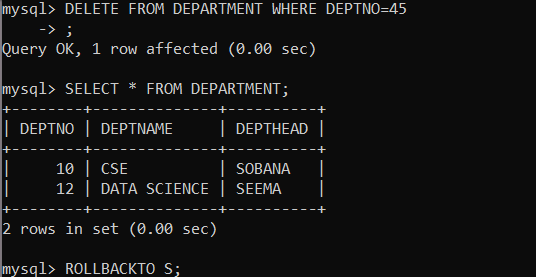 mysql> DELETE FROM DEPARTMENT WHERE DEPTNO=45
    -> ;
Query OK, 1 row affected (0.00 sec)
mysql> SELECT * FROM DEPARTMENT;
+--------+--------------+----------+
| DEPTNO | DEPTNAME     | DEPTHEAD |
+--------+--------------+----------+
|     10 | CSE          | SOBANA   |
|     12 | DATA SCIENCE | SEEMA    |
+--------+--------------+----------+
2 rows in set (0.00 sec)
mysql> ROLLBACKTO S;